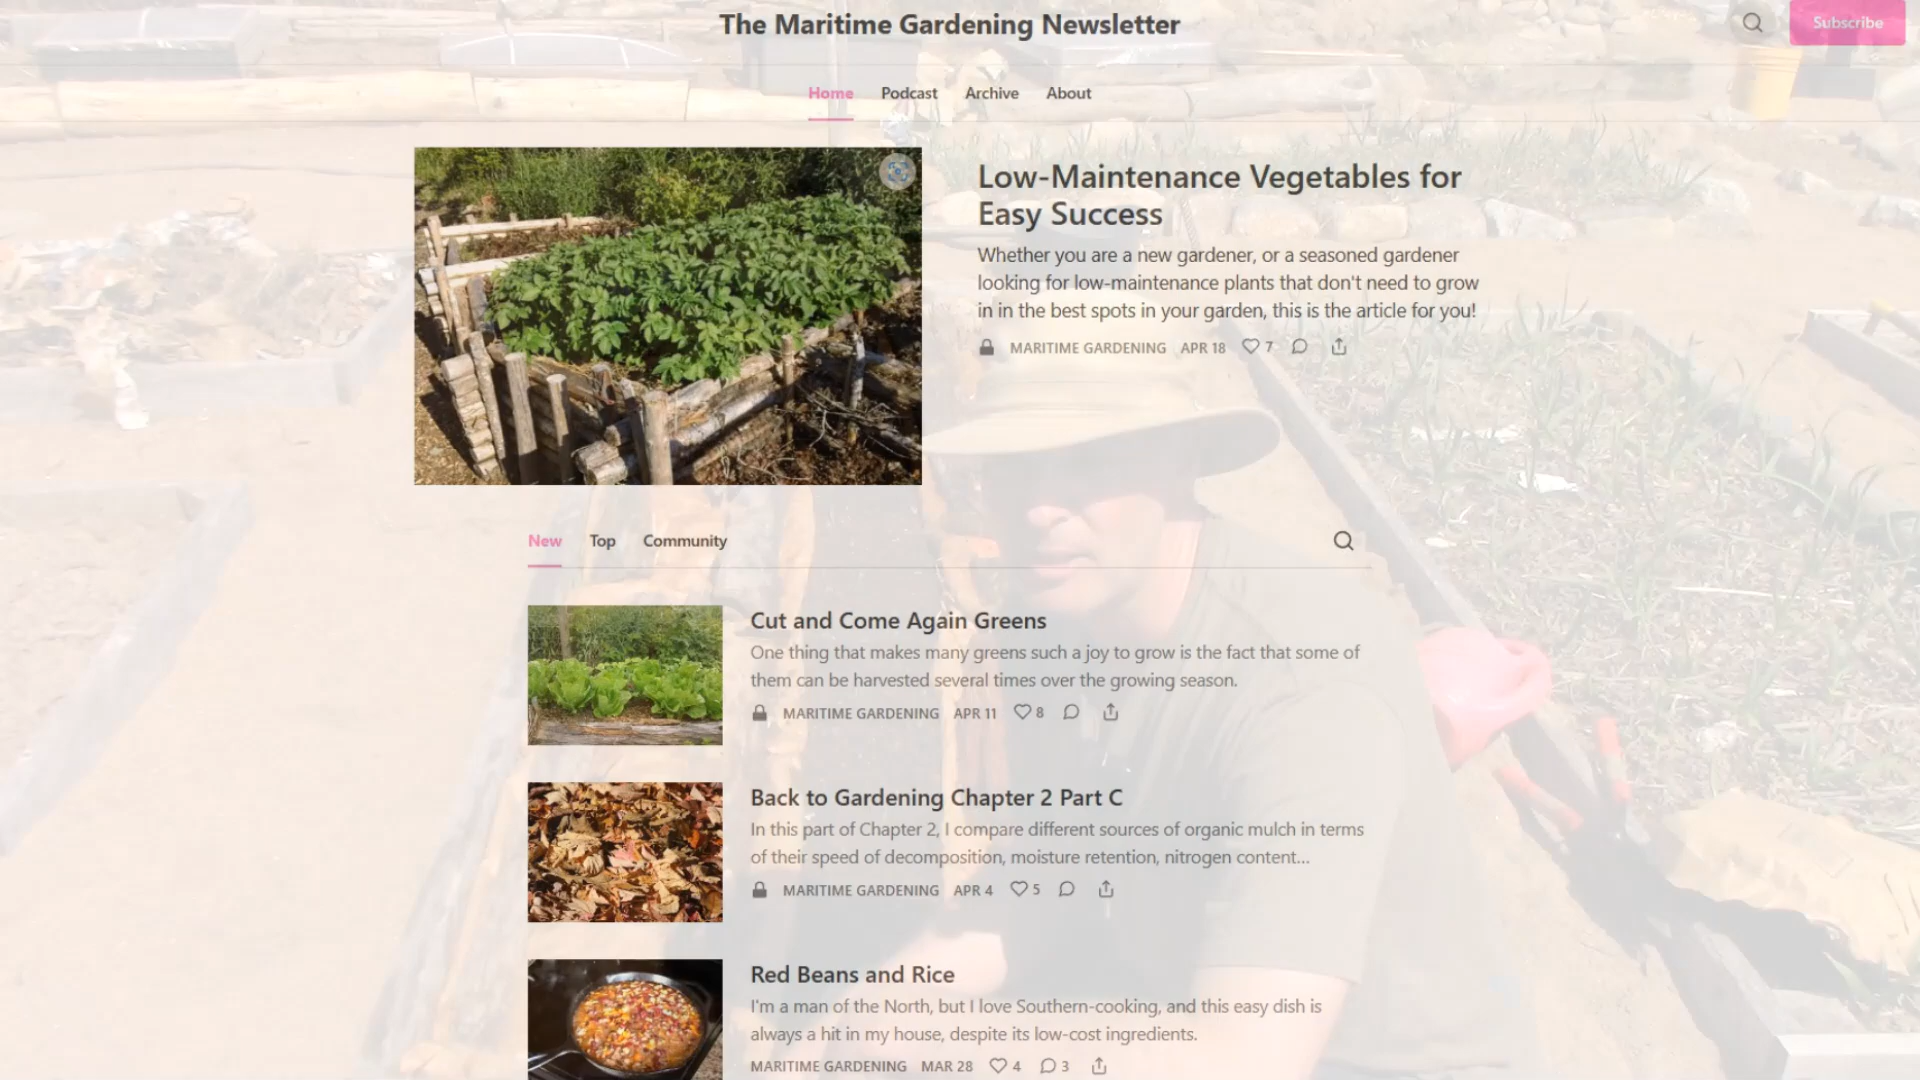 The Maritime Gardening Newsletter
Subscribe
Home Podcast Archive About
Low-Maintenance Vegetables for
Easy Success
Whether you are a new gardener, or a seasoned gardener
looking for low-maintenance plants that don't need to grow
in in the best spots in your garden, this is the article for you!
MARITIME GARDENING APR 18 7
New Top Community
Cut and Come Again Greens
One thing that makes many greens such a joy to grow is the fact that some of
them can be harvested several times over the growing season.
MARITIME GARDENING APR 11 8
Back to Gardening Chapter 2 Part C
In this part of Chapter 2, I compare different sources of organic mulch in terms
of their speed of decomposition, moisture retention, nitrogen content...
MARITIME GARDENING APR 4 5
Red Beans and Rice
I'm a man of the North, but I love Southern-cooking, and this easy dish is
always a hit in my house, despite its low-cost ingredients.
MARITIME GARDENING MAR 28 4 3